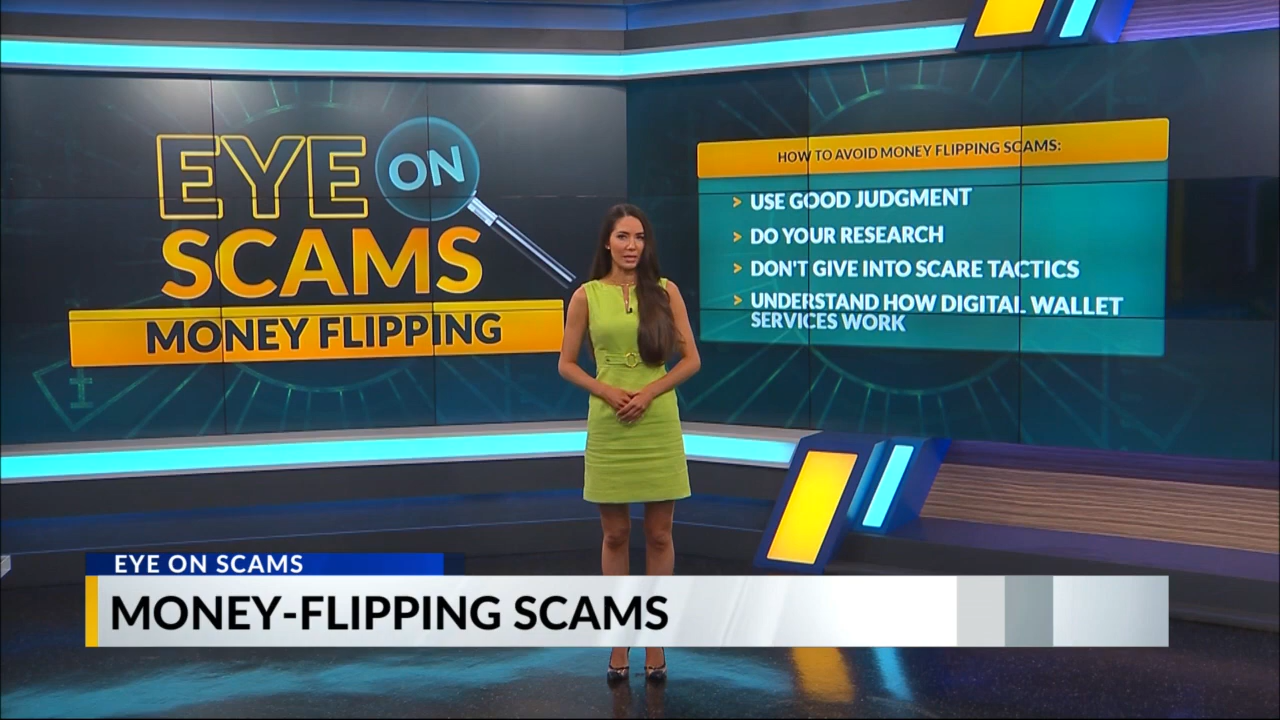 EYE ON
SCAMS
MONEY FLIPPING
HOW TO AVOID MONEY FLIPPING SCAMS:
> USE GOOD JUDGMENT
> DO YOUR RESEARCH
> DON'T GIVE INTO SCARE TACTICS
> UNDERSTAND HOW DIGITAL WALLET
SERVICES WORK
EYE ON SCAMS
MONEY-FLIPPING SCAMS